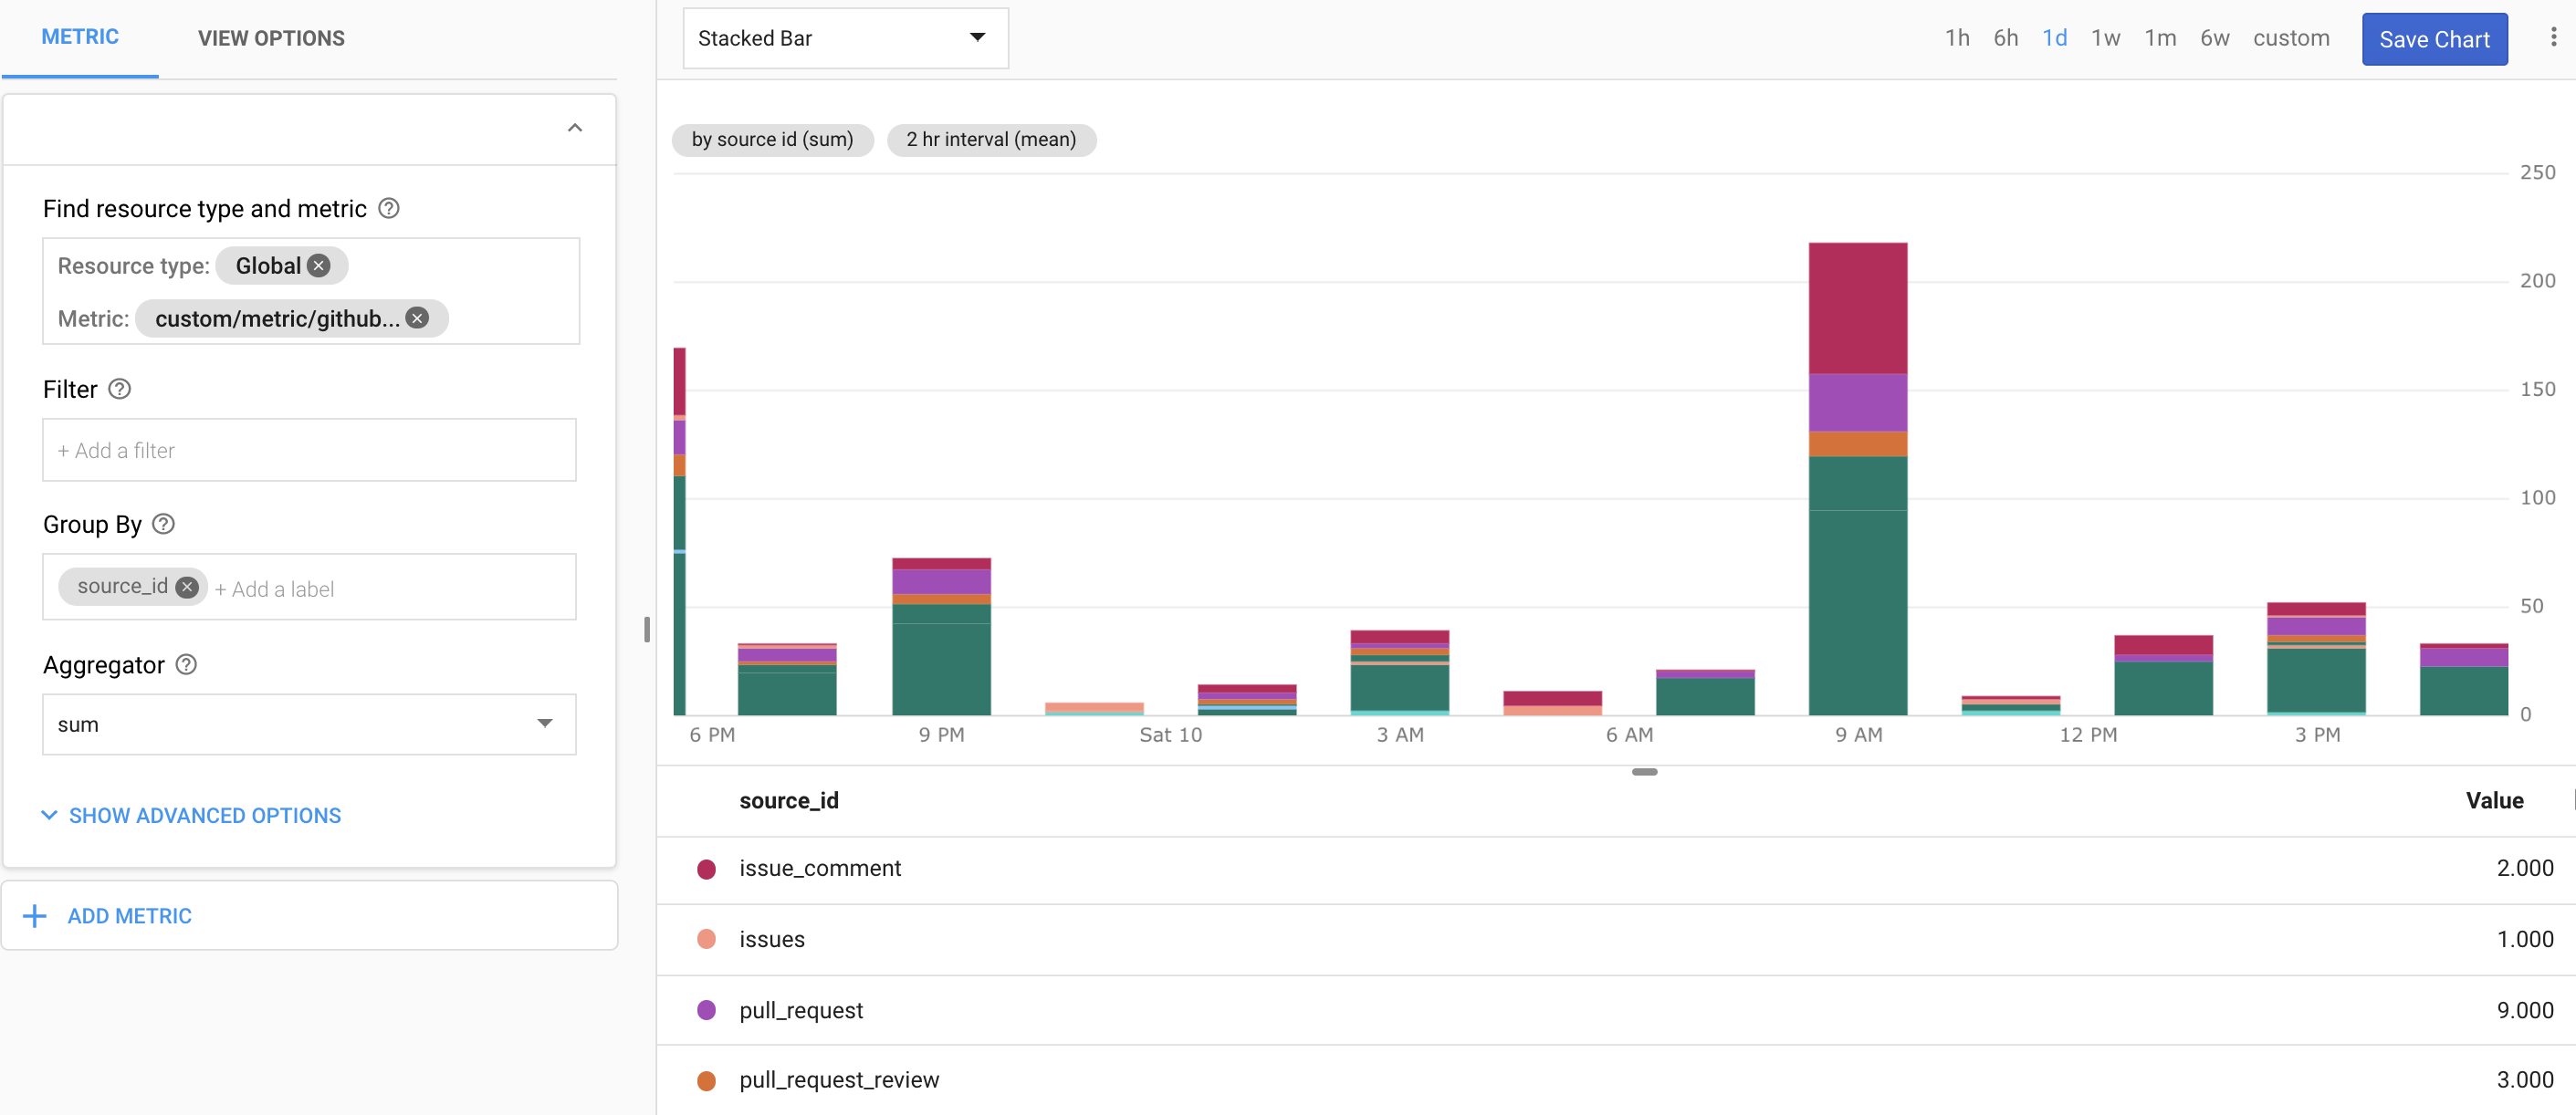 METRIC VIEW OPTIONS
Find resource type and metric
Resource type: Global
Metric: custom/metric/github...
Filter
+ Add a filter
Group By
source_id + Add a label
Aggregator
sum
SHOW ADVANCED OPTIONS
ADD METRIC
Stacked Bar
1h 6h 1d 1w 1m 6w custom Save Chart
by source id (sum) 2 hr interval (mean)
250
200
150
100
50
0
6 PM 9 PM Sat 10 3 AM 6 AM 9 AM 12 PM 3 PM
source_id Value
issue_comment 2.000
issues 1.000
pull_request 9.000
pull_request_review 3.000